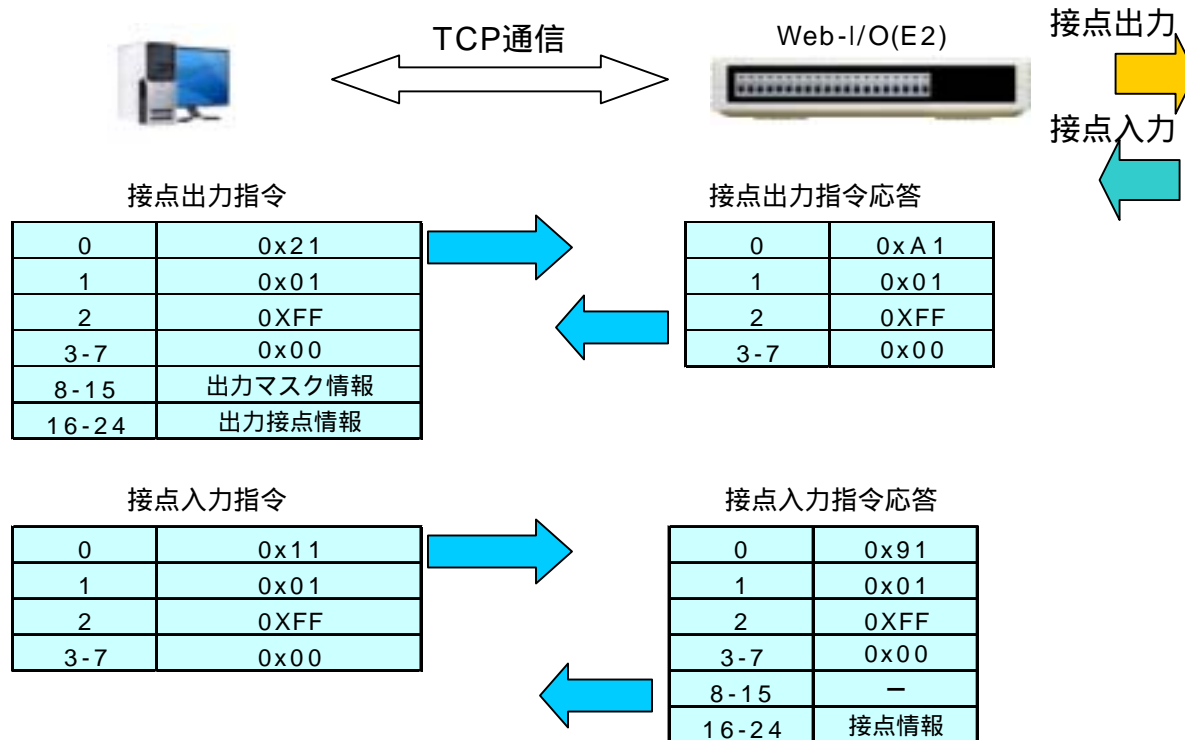 TCP通信
Web-I/O(E2)
接点出力
接点入力
接点出力指令
0 0x21
1 0x01
2 0XFF
3-7 0x00
8-15 出力マスク情報
16-24 出力接点情報
接点出力指令応答
0 0xA1
1 0x01
2 0XFF
3-7 0x00
接点入力指令
0 0x11
1 0x01
2 0XFF
3-7 0x00
接点入力指令応答
0 0x91
1 0x01
2 0XFF
3-7 0x00
8-15 ー
16-24 接点情報